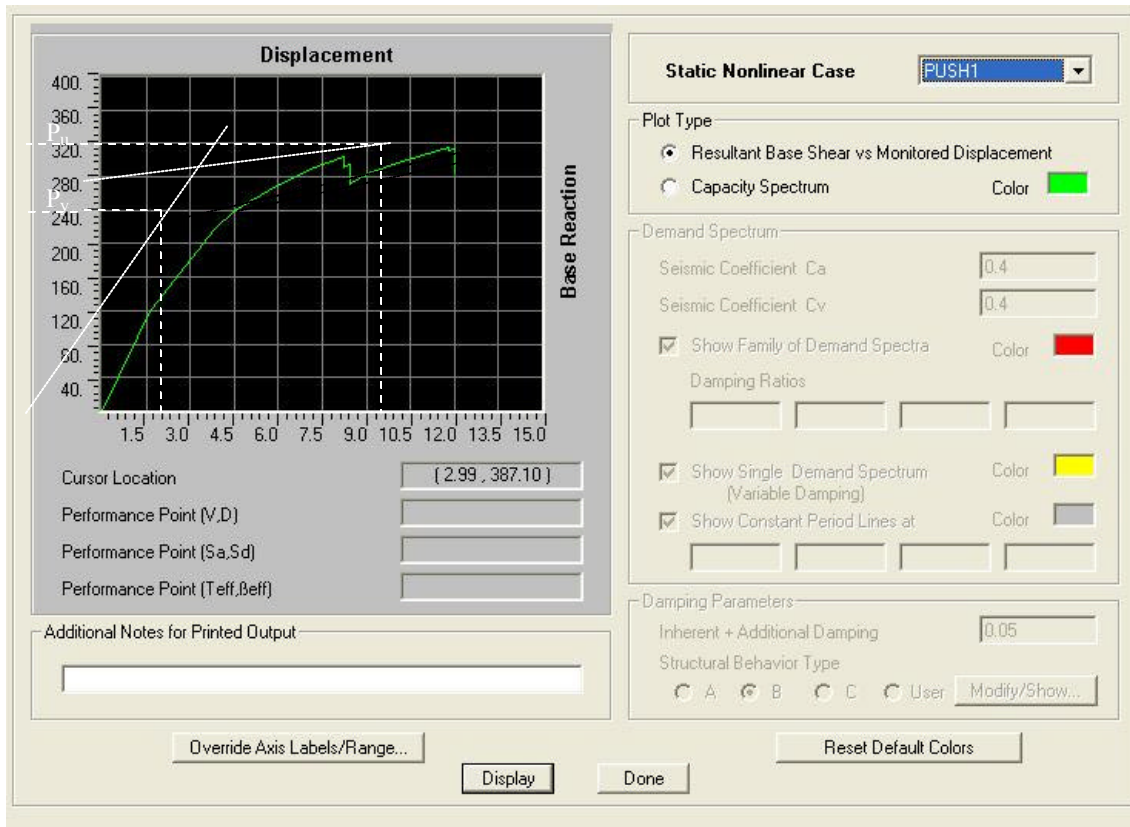 Displacement
400.
360.
Pu
320.
280.
Py
240.
200.
160.
120.
80.
40.
1.5 3.0 4.5 6.0 7.5 9.0 10.5 12.0 13.5 15.0
Base Reaction
Cursor Location
( 2.99 , 387.10 )
Performance Point (V,D)
Performance Point (Sa,Sd)
Performance Point (Teff,βeff)
Additional Notes for Printed Output
Override Axis Labels/Range...
Static Nonlinear Case
PUSH1
Plot Type
Resultant Base Shear vs Monitored Displacement
Capacity Spectrum
Color
Demand Spectrum
Seismic Coefficient Ca
0.4
Seismic Coefficient Cv
0.4
Show Family of Demand Spectra
Color
Damping Ratios
Show Single Demand Spectrum
(Variable Damping)
Color
Show Constant Period Lines at
Color
Damping Parameters
Inherent + Additional Damping
0.05
Structural Behavior Type
A B C User
Modify/Show...
Reset Default Colors
Display
Done